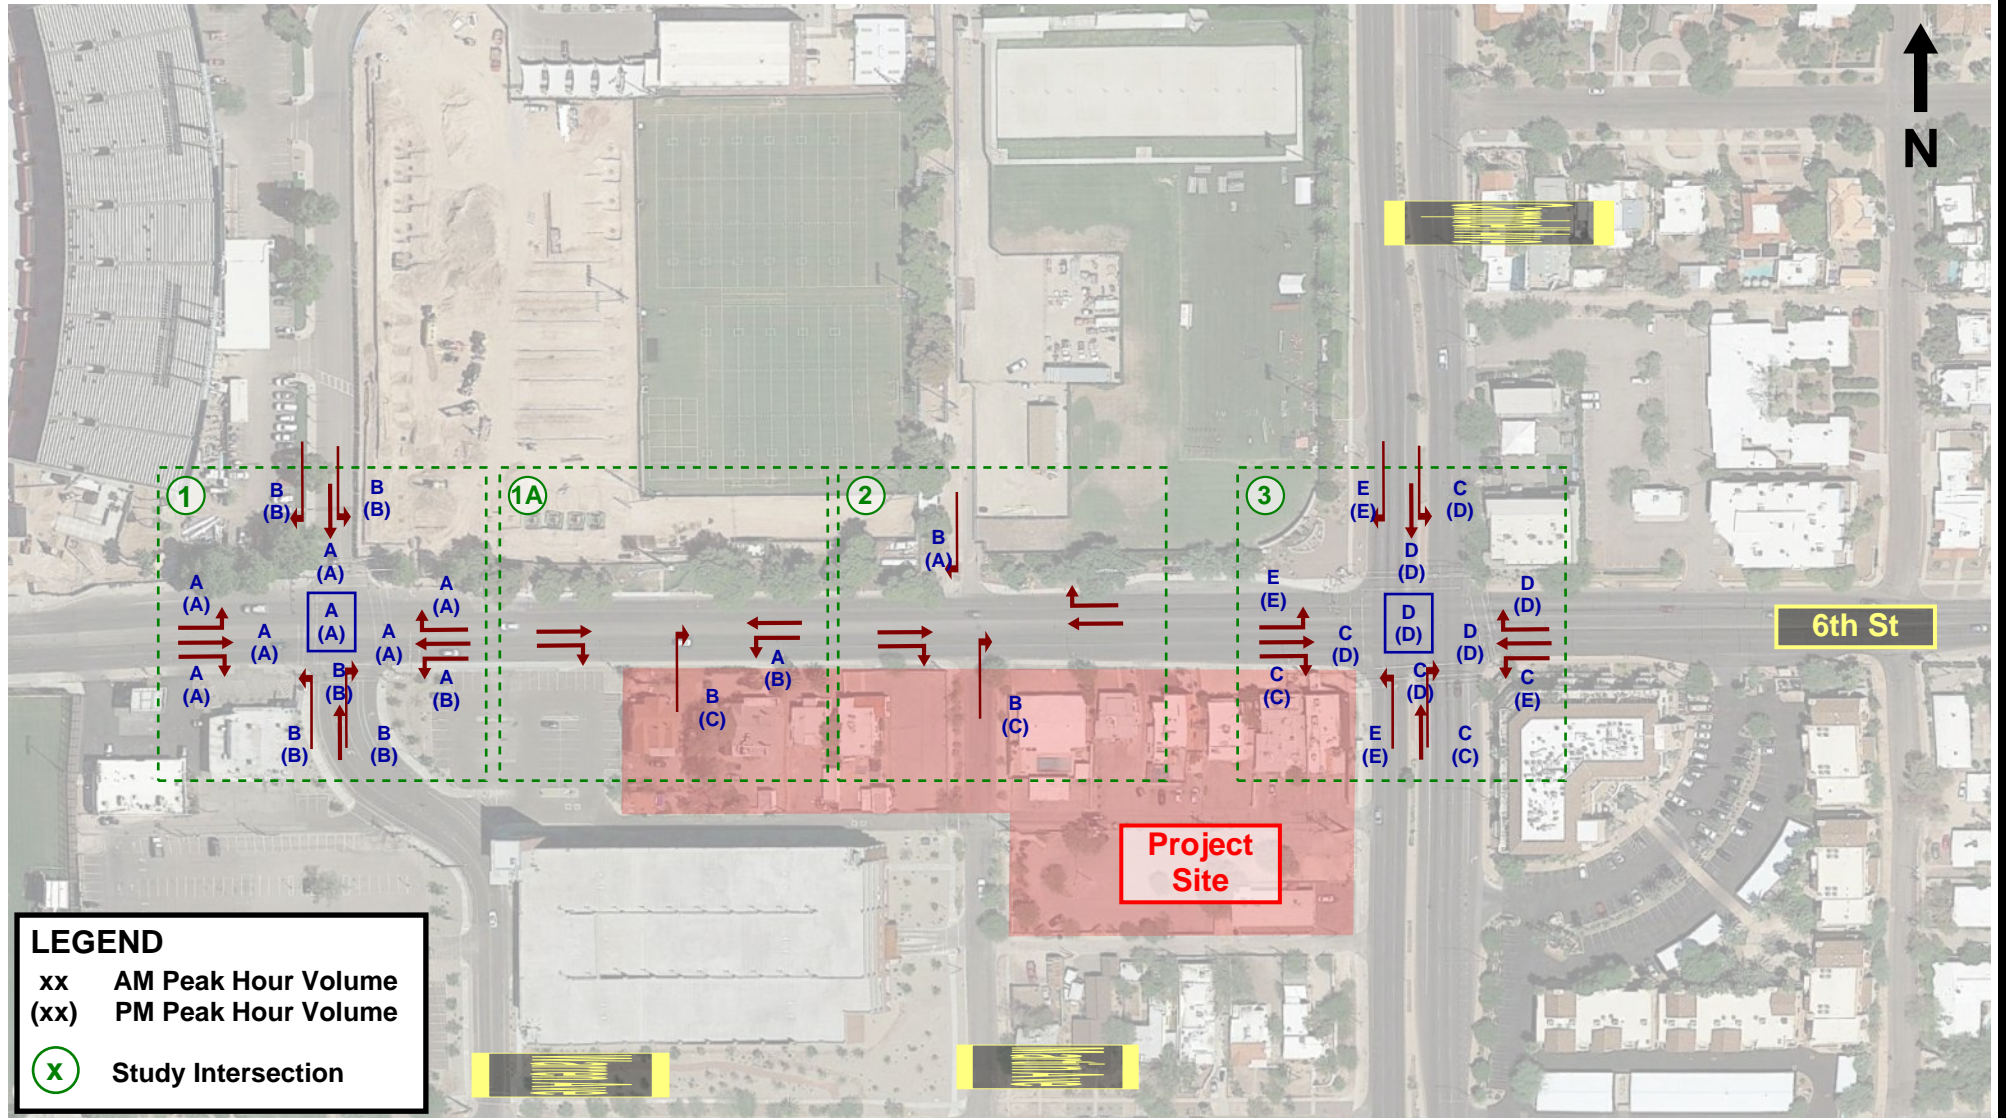 N
1
B
(B)
B
(B)
A
(A)
A
(A)
A
(A)
A
(A)
A
(A)
A
(A)
A
(A)
A
(B)
B
(B)
B
(B)
B
(B)
1A
A
(B)
B
(C)
2
B
(A)
B
(C)
3
E
(E)
C
(D)
D
(D)
E
(E)
D
(D)
D
(D)
C
(D)
D
(D)
C
(C)
C
(D)
C
(E)
E
(E)
C
(C)
6th St
Project
Site
LEGEND
xx AM Peak Hour Volume
(xx) PM Peak Hour Volume
x Study Intersection